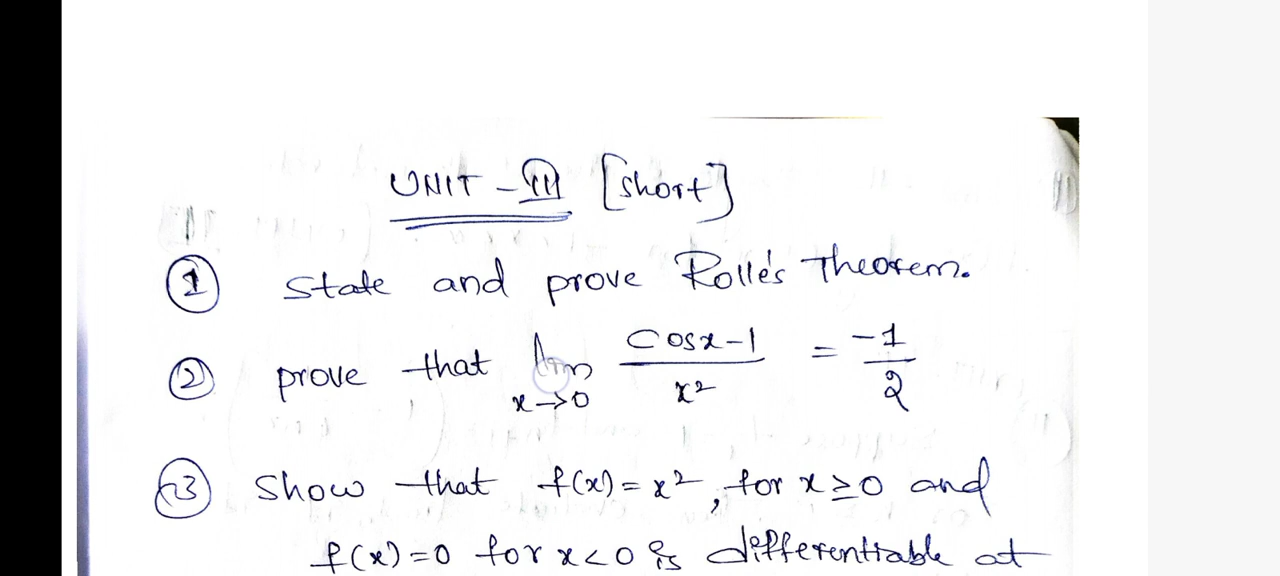 UNIT - III [short]
① State and prove Rolle's Theorem.
② prove that lim x→0 (cosx-1)/x² = -1/2
③ Show that f(x) = x², for x ≥ 0 and
f(x)=0 for x<0 is differentiable at